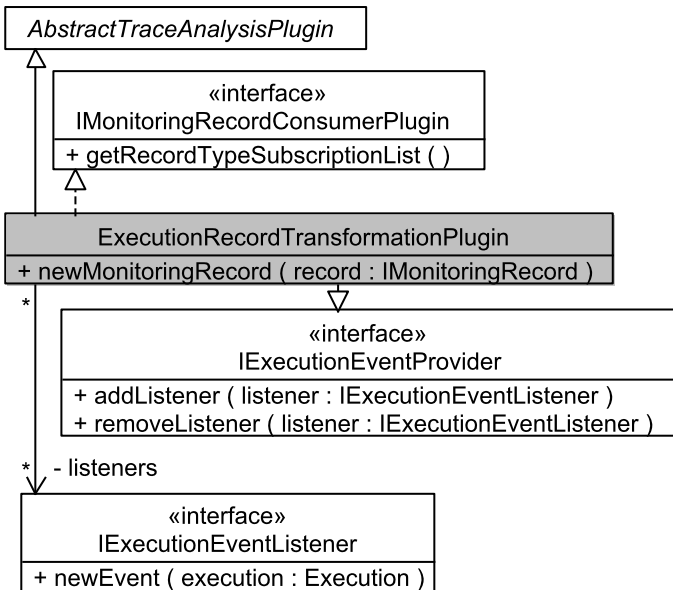 AbstractTraceAnalysisPlugin
«interface»
IMonitoringRecordConsumerPlugin
+ getRecordTypeSubscriptionList ( )
ExecutionRecordTransformationPlugin
+ newMonitoringRecord ( record : IMonitoringRecord )
*
«interface»
IExecutionEventProvider
+ addListener ( listener : IExecutionEventListener )
+ removeListener ( listener : IExecutionEventListener )
* - listeners
«interface»
IExecutionEventListener
+ newEvent ( execution : Execution )